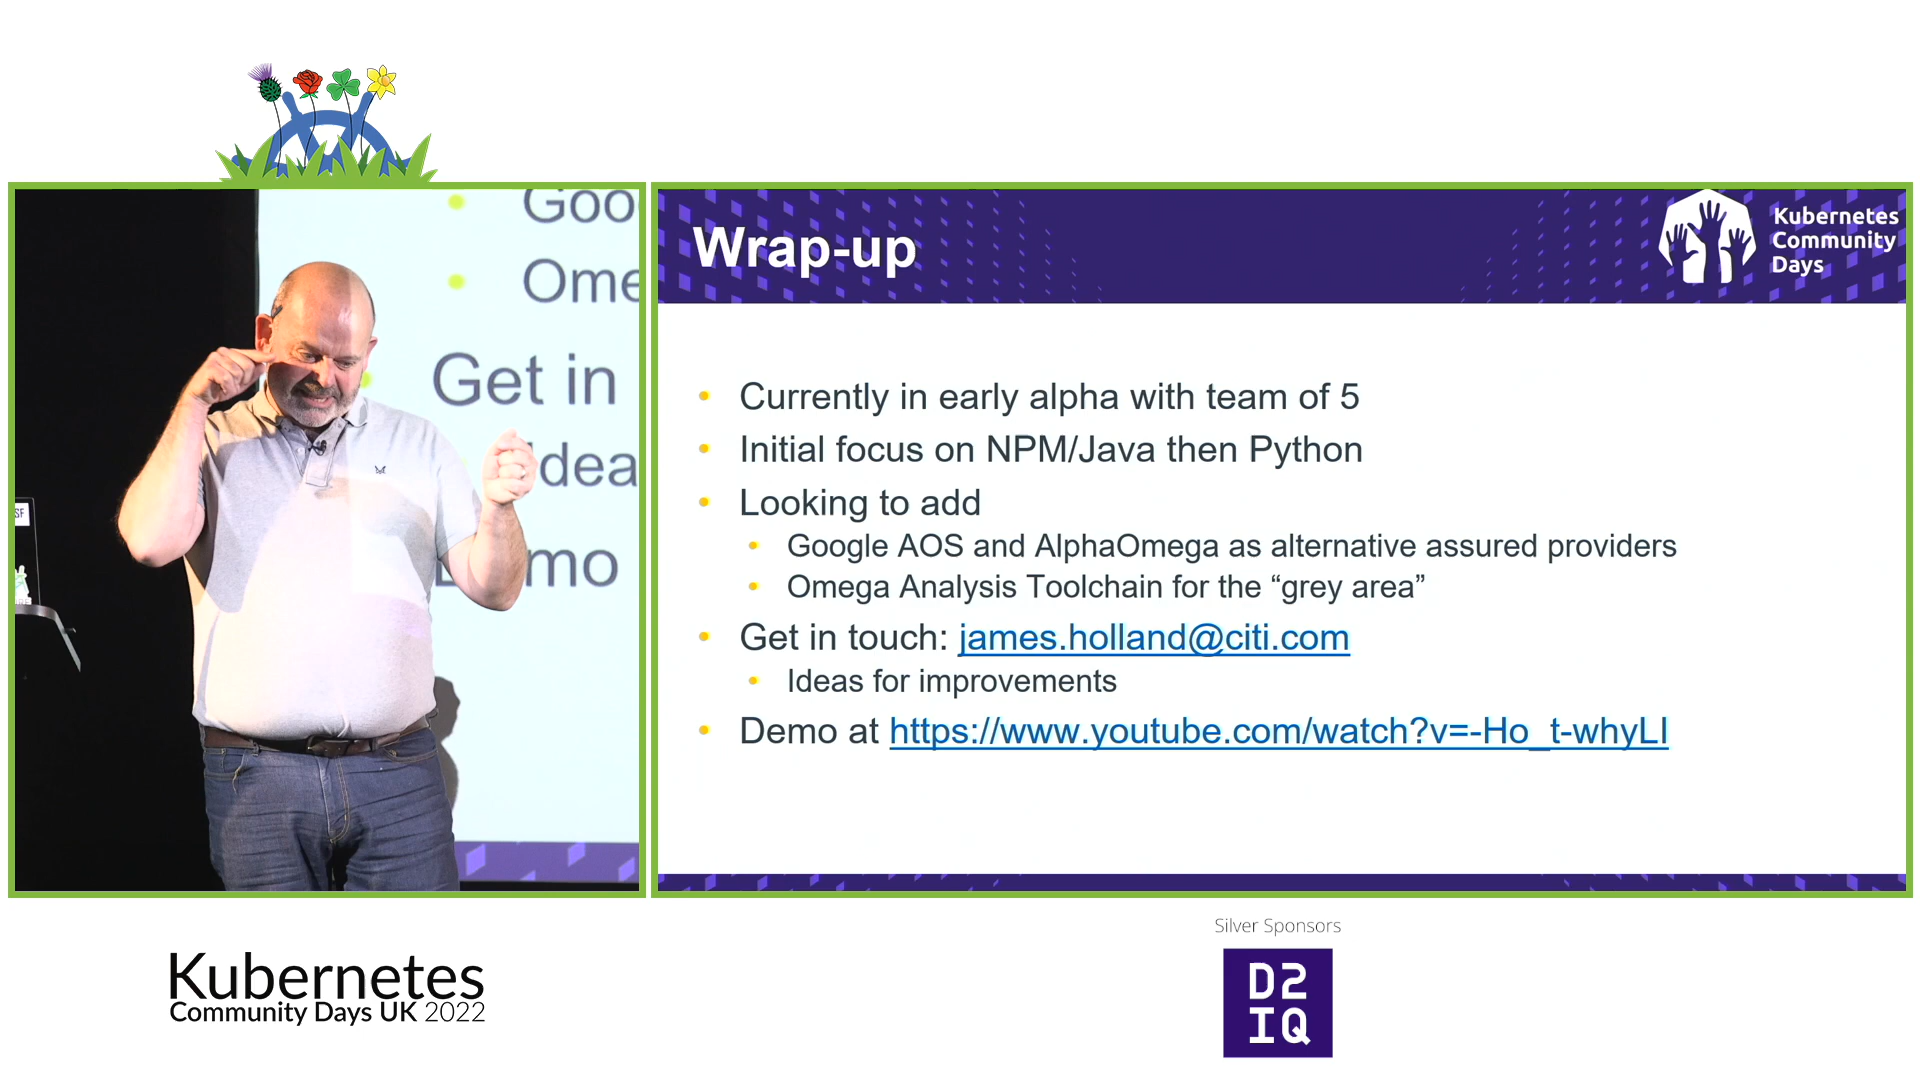 Goo
Ome
Get in
Idea
mo
SF
Wrap-up
Kubernetes
Community
Days
Currently in early alpha with team of 5
Initial focus on NPM/Java then Python
Looking to add
Google AOS and AlphaOmega as alternative assured providers
Omega Analysis Toolchain for the “grey area”
Get in touch: james.holland@citi.com
Ideas for improvements
Demo at https://www.youtube.com/watch?v=-Ho_t-whyLI
Kubernetes
Community Days UK 2022
Silver Sponsors
D2
IQ